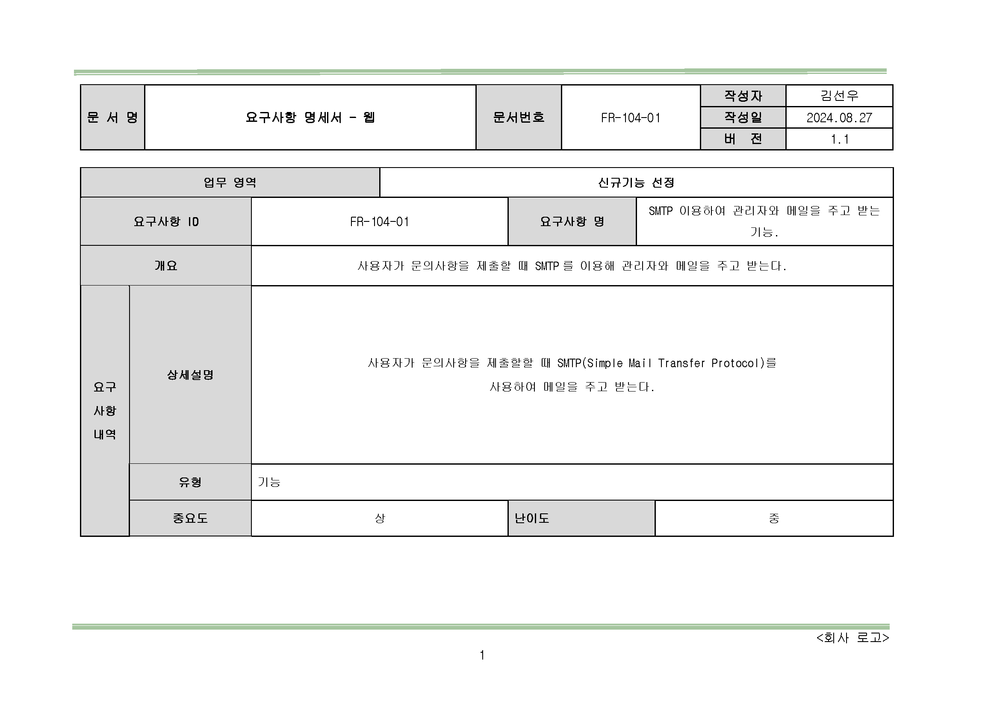 문 서 명
요구사항 명세서 - 웹
문서번호
FR-104-01
작성자
김선우
작성일
2024.08.27
버 전
1.1
업무 영역
신규기능 선정
요구사항 ID
FR-104-01
요구사항 명
SMTP 이용하여 관리자와 메일을 주고 받는
기능.
개요
사용자가 문의사항을 제출할 때 SMTP를 이용해 관리자와 메일을 주고 받는다.
요구
사항
내역
상세설명
사용자가 문의사항을 제출할할 때 SMTP(Simple Mail Transfer Protocol)를
사용하여 메일을 주고 받는다.
유형
기능
중요도
상
난이도
중
<회사 로고>
1